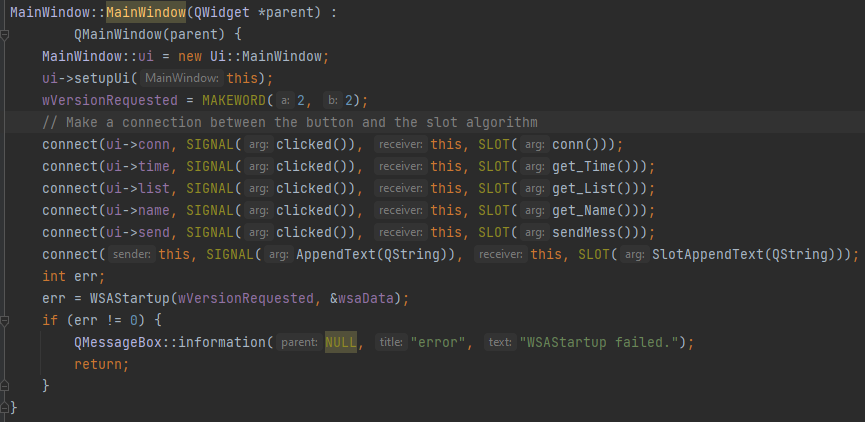 MainWindow::MainWindow(QWidget *parent) :
QMainWindow(parent) {
MainWindow::ui = new Ui::MainWindow;
ui->setupUi( MainWindow: this);
wVersionRequested = MAKEWORD( a: 2, b: 2);
// Make a connection between the button and the slot algorithm
connect(ui->conn, SIGNAL( arg: clicked()), receiver: this, SLOT( arg: conn()));
connect(ui->time, SIGNAL( arg: clicked()), receiver: this, SLOT( arg: get_Time()));
connect(ui->list, SIGNAL( arg: clicked()), receiver: this, SLOT( arg: get_List()));
connect(ui->name, SIGNAL( arg: clicked()), receiver: this, SLOT( arg: get_Name()));
connect(ui->send, SIGNAL( arg: clicked()), receiver: this, SLOT( arg: sendMess()));
connect( sender: this, SIGNAL( arg: AppendText(QString)), receiver: this, SLOT( arg: SlotAppendText(QString)));
int err;
err = WSAStartup(wVersionRequested, &wsaData);
if (err != 0) {
QMessageBox::information( parent: NULL, title: "error", text: "WSAStartup failed.");
return;
}
}